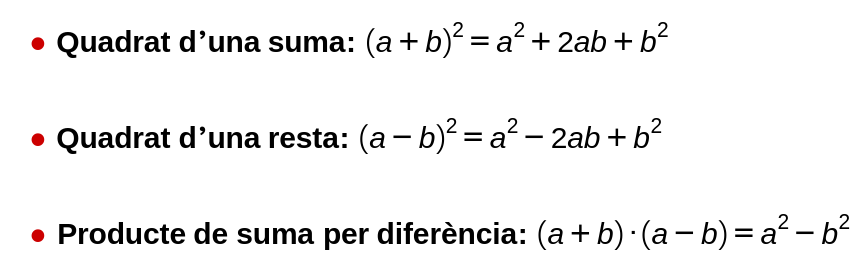 • Quadrat d’una suma: (a + b)² = a² + 2ab + b²
• Quadrat d’una resta: (a − b)² = a² − 2ab + b²
• Producte de suma per diferència: (a + b) · (a − b) = a² − b²